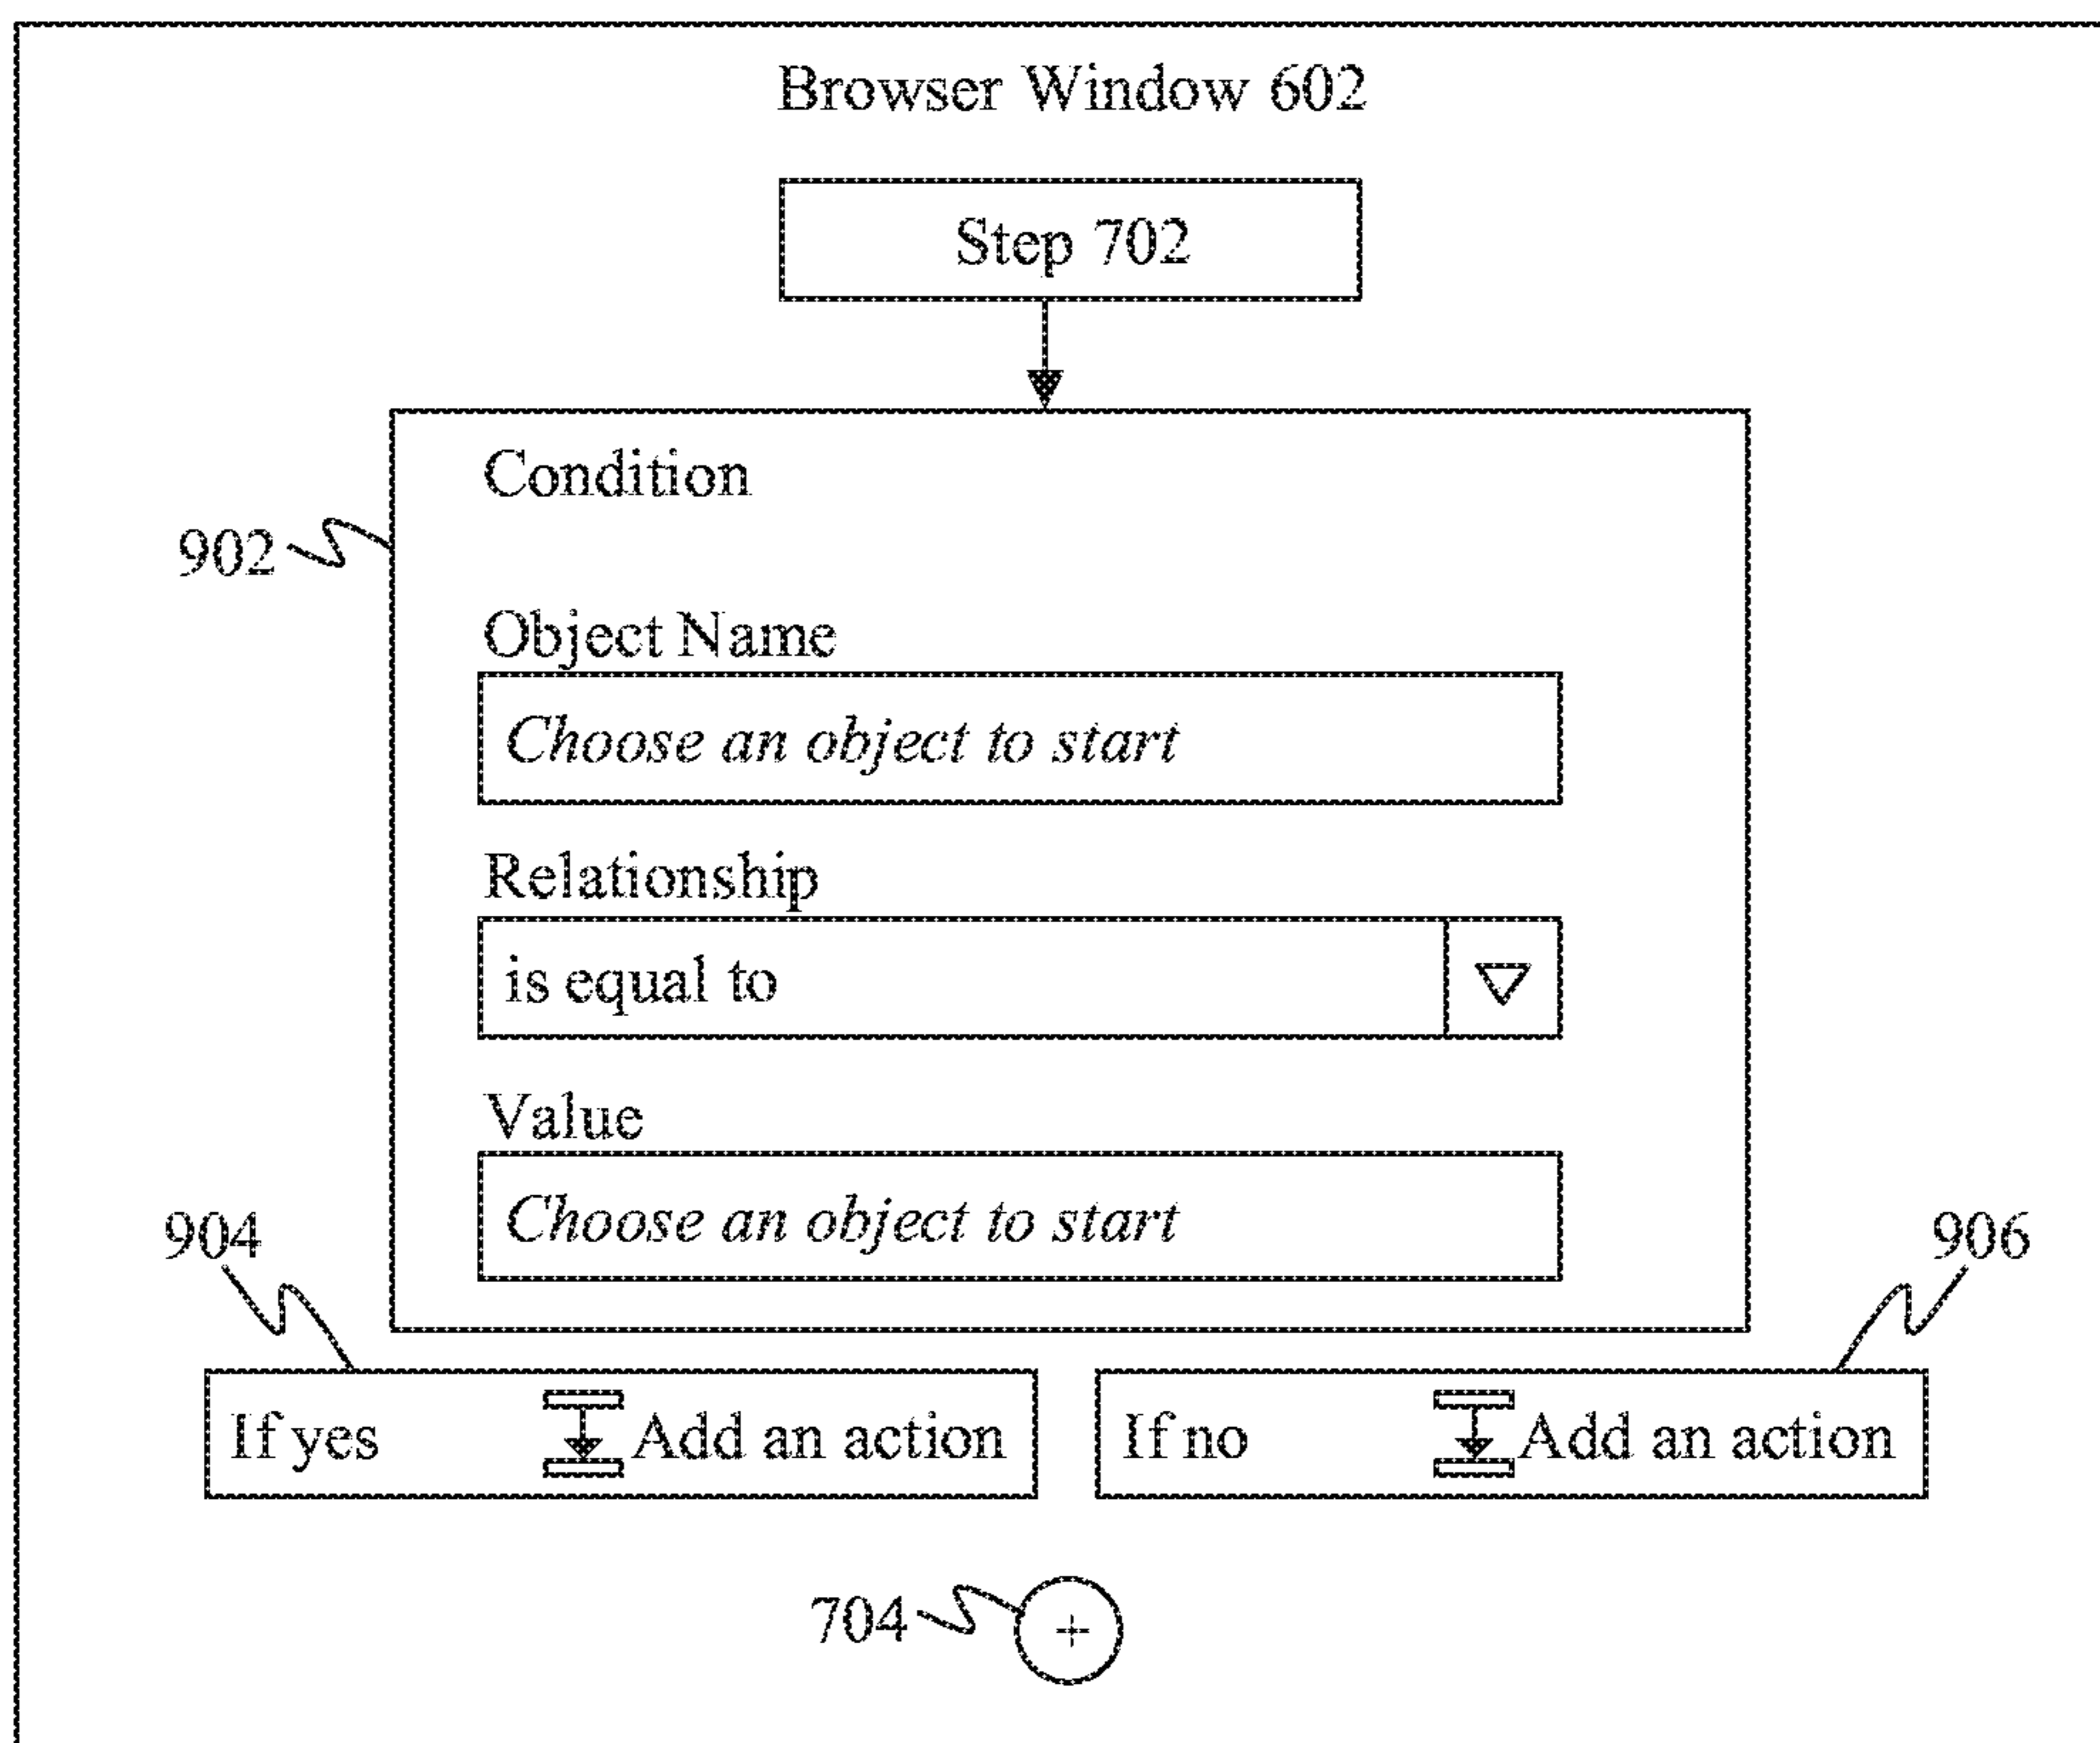 Browser Window 602
Step 702
Condition
902
Object Name
Choose an object to start
Relationship
is equal to
Value
Choose an object to start
904
906
If yes Add an action
If no Add an action
704
+